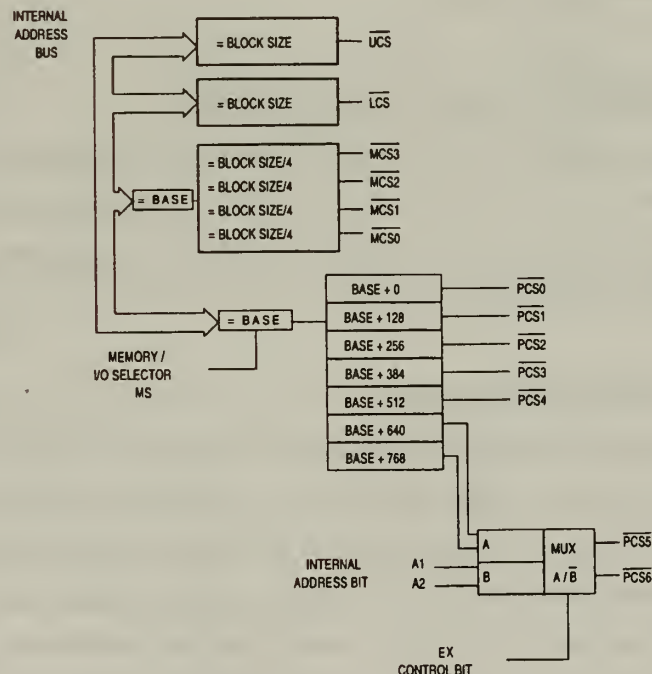 INTERNAL
ADDRESS
BUS
= BLOCK SIZE
UCS
= BLOCK SIZE
LCS
= BASE
= BLOCK SIZE/4
= BLOCK SIZE/4
= BLOCK SIZE/4
= BLOCK SIZE/4
MCS3
MCS2
MCS1
MCS0
= BASE
MEMORY /
I/O SELECTOR
MS
BASE + 0
PCS0
BASE + 128
PCS1
BASE + 256
PCS2
BASE + 384
PCS3
BASE + 512
PCS4
BASE + 640
BASE + 768
INTERNAL
ADDRESS BIT
A1
A2
A
B
MUX
A / B
PCS5
PCS6
EX
CONTROL BIT